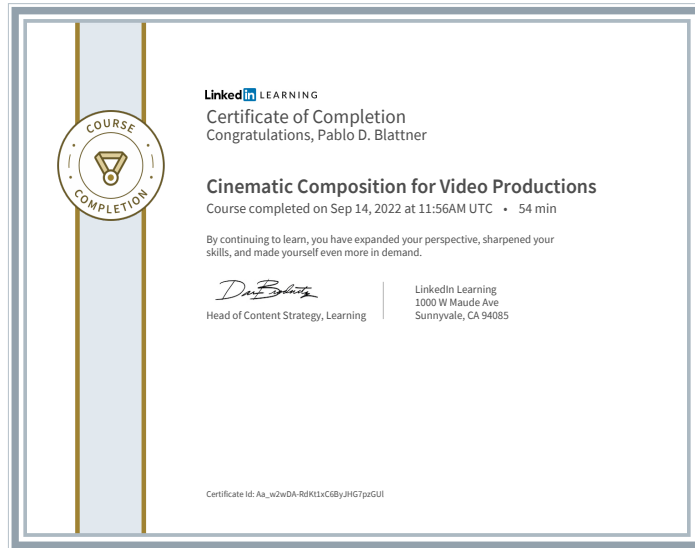 COURSE
COMPLETION
Linked in LEARNING
Certificate of Completion
Congratulations, Pablo D. Blattner
Cinematic Composition for Video Productions
Course completed on Sep 14, 2022 at 11:56AM UTC • 54 min
By continuing to learn, you have expanded your perspective, sharpened your
skills, and made yourself even more in demand.
Head of Content Strategy, Learning
LinkedIn Learning
1000 W Maude Ave
Sunnyvale, CA 94085
Certificate Id: Aa_w2wDA-RdKt1xC6ByJHG7pzGUl